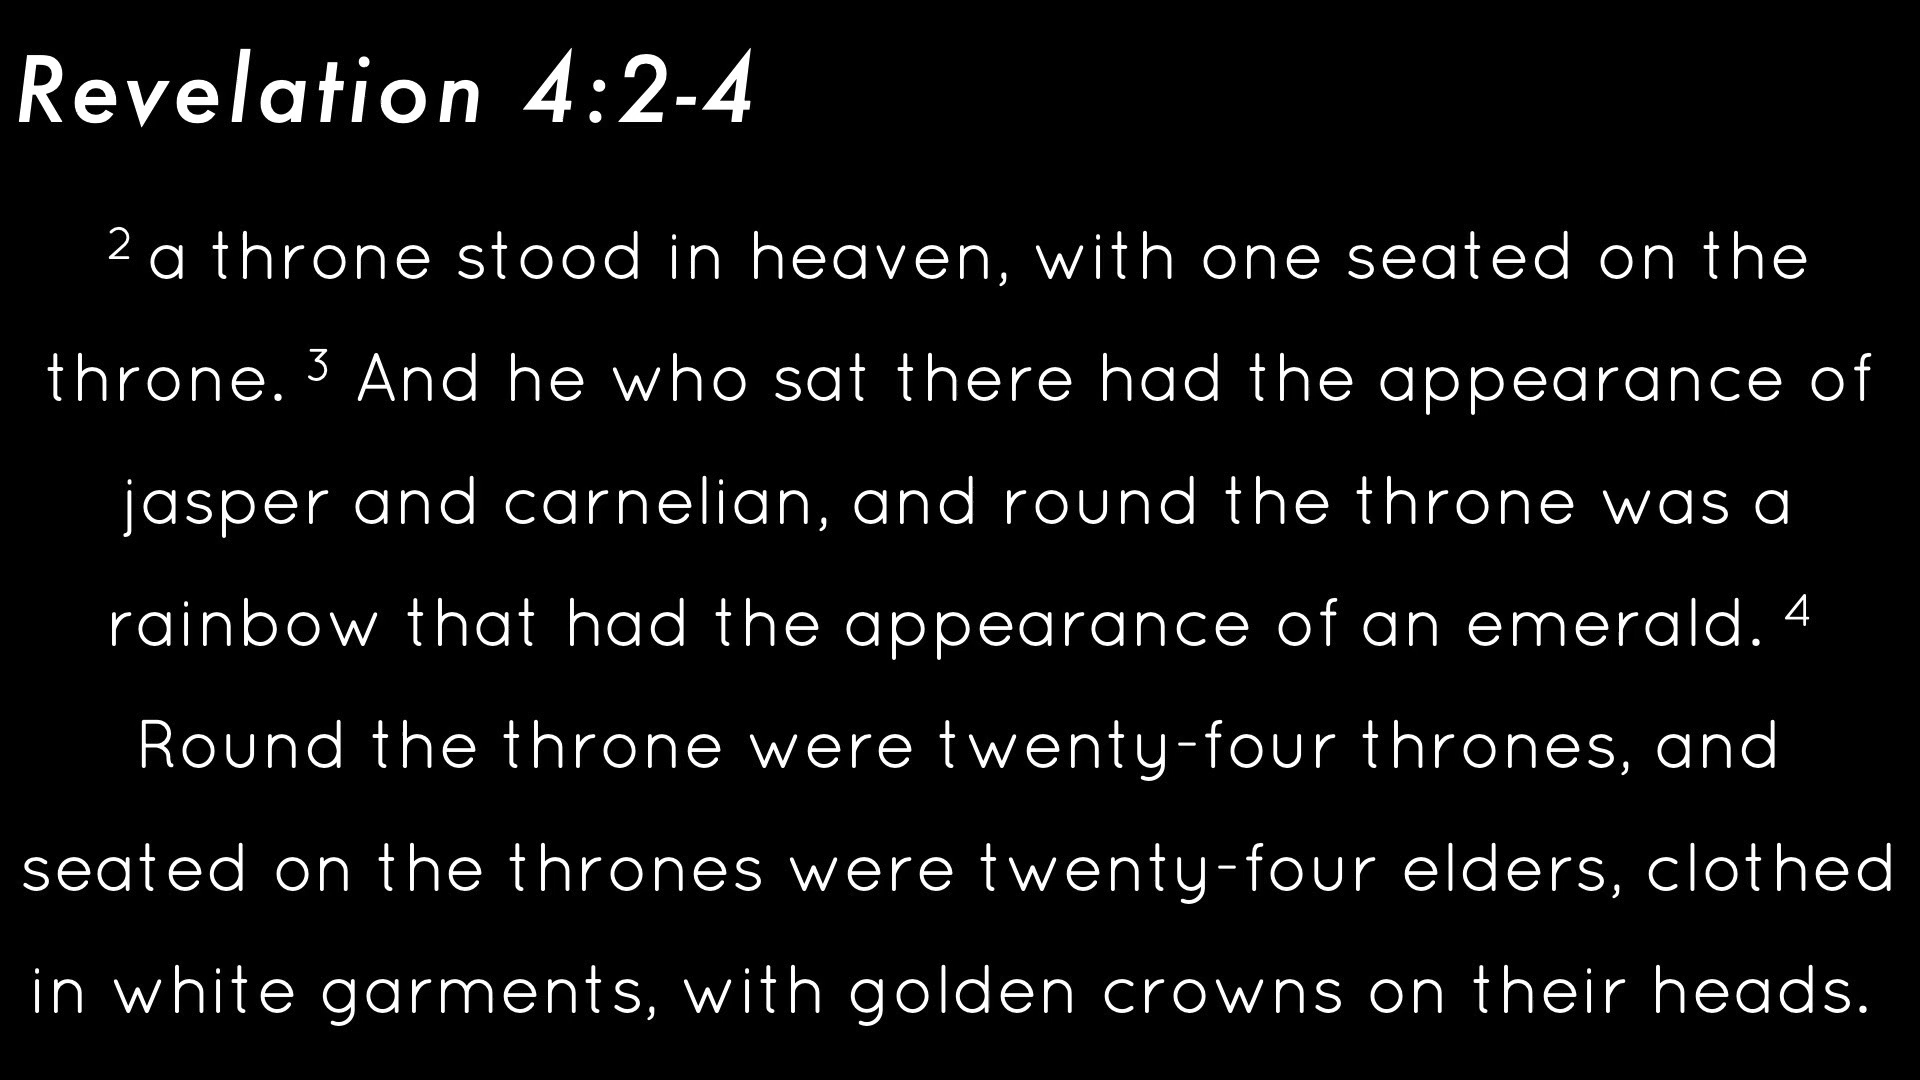 Revelation 4:2-4
2 a throne stood in heaven, with one seated on the
throne. 3 And he who sat there had the appearance of
jasper and carnelian, and round the throne was a
rainbow that had the appearance of an emerald. 4
Round the throne were twenty-four thrones, and
seated on the thrones were twenty-four elders, clothed
in white garments, with golden crowns on their heads.